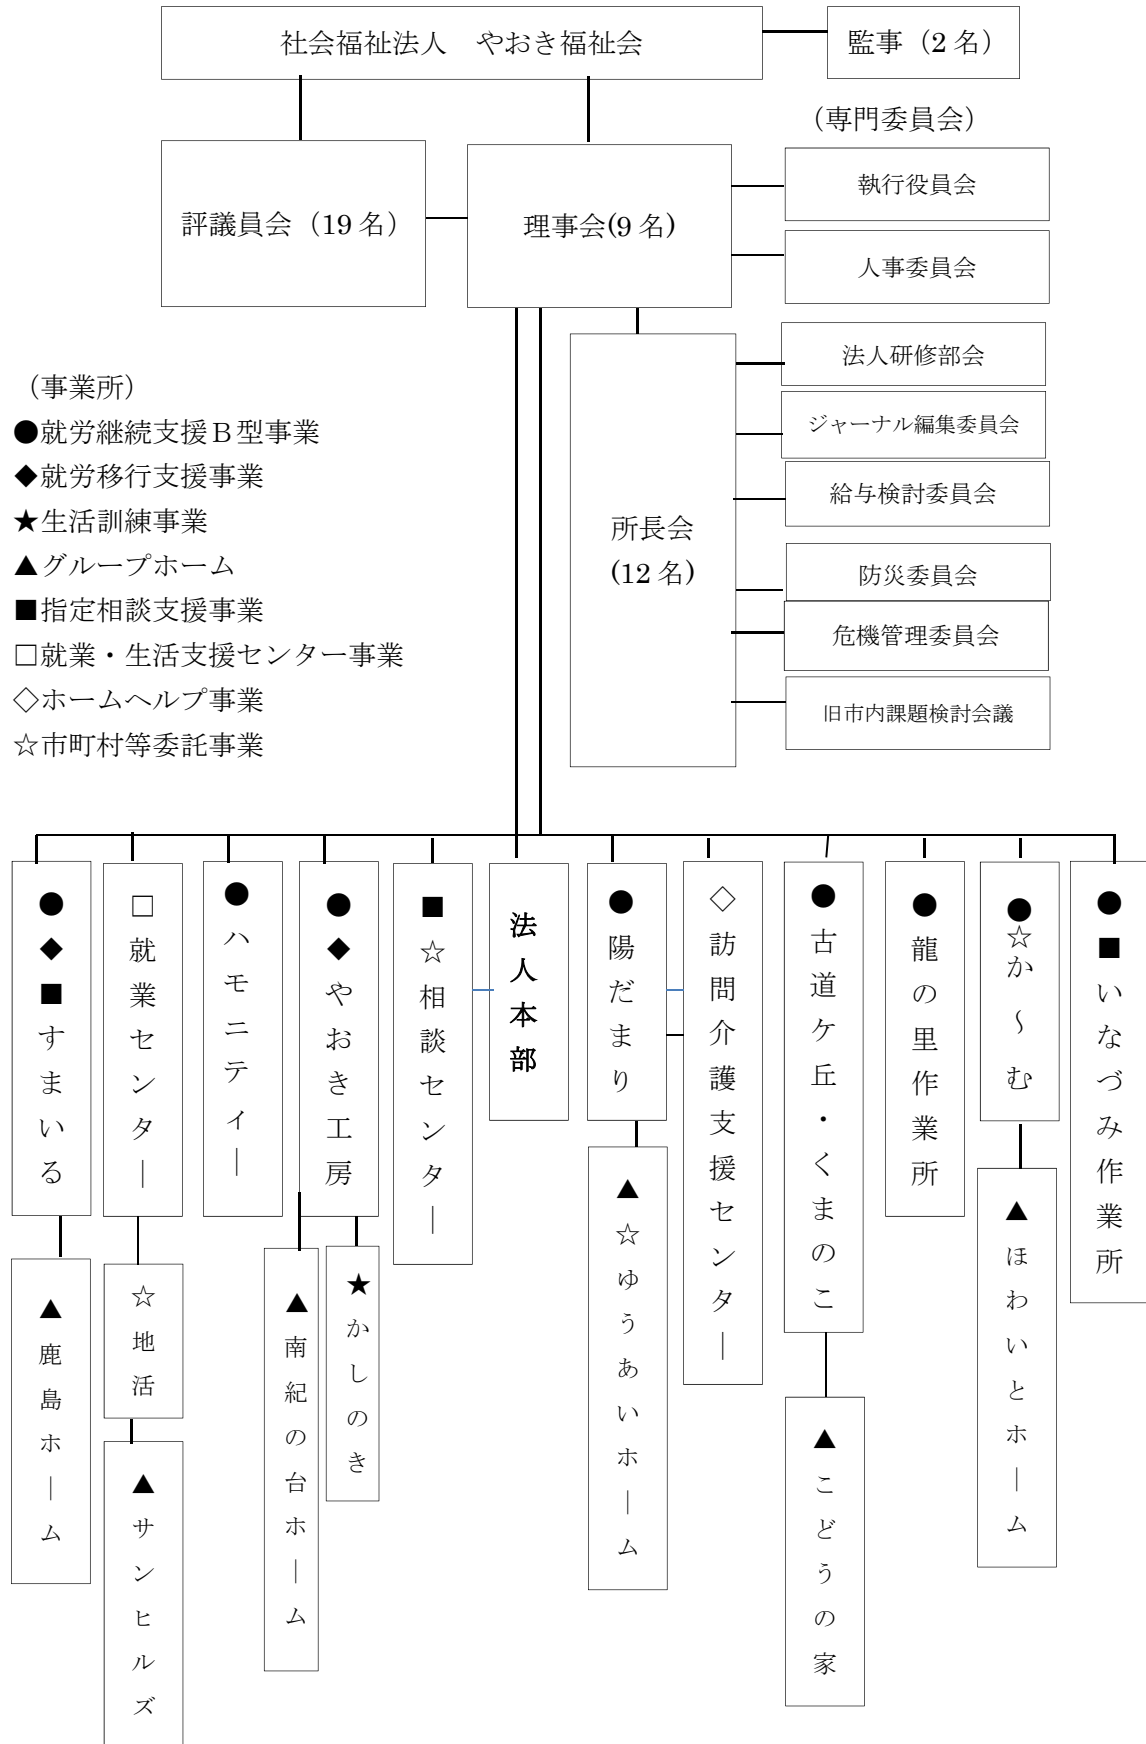 社会福祉法人　やおき福祉会
監事（2名）
（専門委員会）
評議員会（19名）
理事会(9名)
執行役員会
人事委員会
所長会
(12名)
法人研修部会
ジャーナル編集委員会
給与検討委員会
防災委員会
危機管理委員会
旧市内課題検討会議
（事業所）
●就労継続支援Ｂ型事業
◆就労移行支援事業
★生活訓練事業
▲グループホーム
■指定相談支援事業
□就業・生活支援センター事業
◇ホームヘルプ事業
☆市町村等委託事業
●◆■すまいる
□就業センター
●ハモニティー
●◆やおき工房
■☆相談センター
法人本部
●陽だまり
◇訪問介護支援センター
●古道ケ丘・くまのこ
●龍の里作業所
●☆か～む
●■いなづみ作業所
▲鹿島ホーム
☆地活
▲サンヒルズ
▲南紀の台ホーム
★かしのき
▲☆ゆうあいホーム
▲こどうの家
▲ほわいとホーム